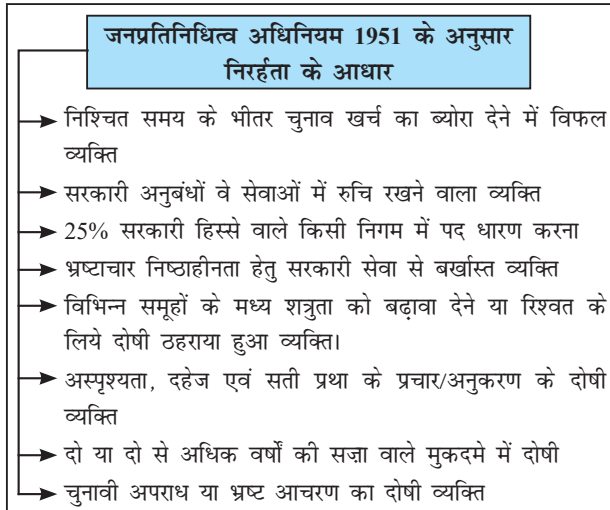 जनप्रतिनिधित्व अधिनियम 1951 के अनुसार
निरर्हता के आधार
निश्चित समय के भीतर चुनाव खर्च का ब्योरा देने में विफल
व्यक्ति
सरकारी अनुबंधों वे सेवाओं में रुचि रखने वाला व्यक्ति
25% सरकारी हिस्से वाले किसी निगम में पद धारण करना
भ्रष्टाचार निष्ठाहीनता हेतु सरकारी सेवा से बर्खास्त व्यक्ति
विभिन्न समूहों के मध्य शत्रुता को बढ़ावा देने या रिश्वत के
लिये दोषी ठहराया हुआ व्यक्ति।
अस्पृश्यता, दहेज एवं सती प्रथा के प्रचार/अनुकरण के दोषी
व्यक्ति
दो या दो से अधिक वर्षों की सज़ा वाले मुकदमे में दोषी
चुनावी अपराध या भ्रष्ट आचरण का दोषी व्यक्ति